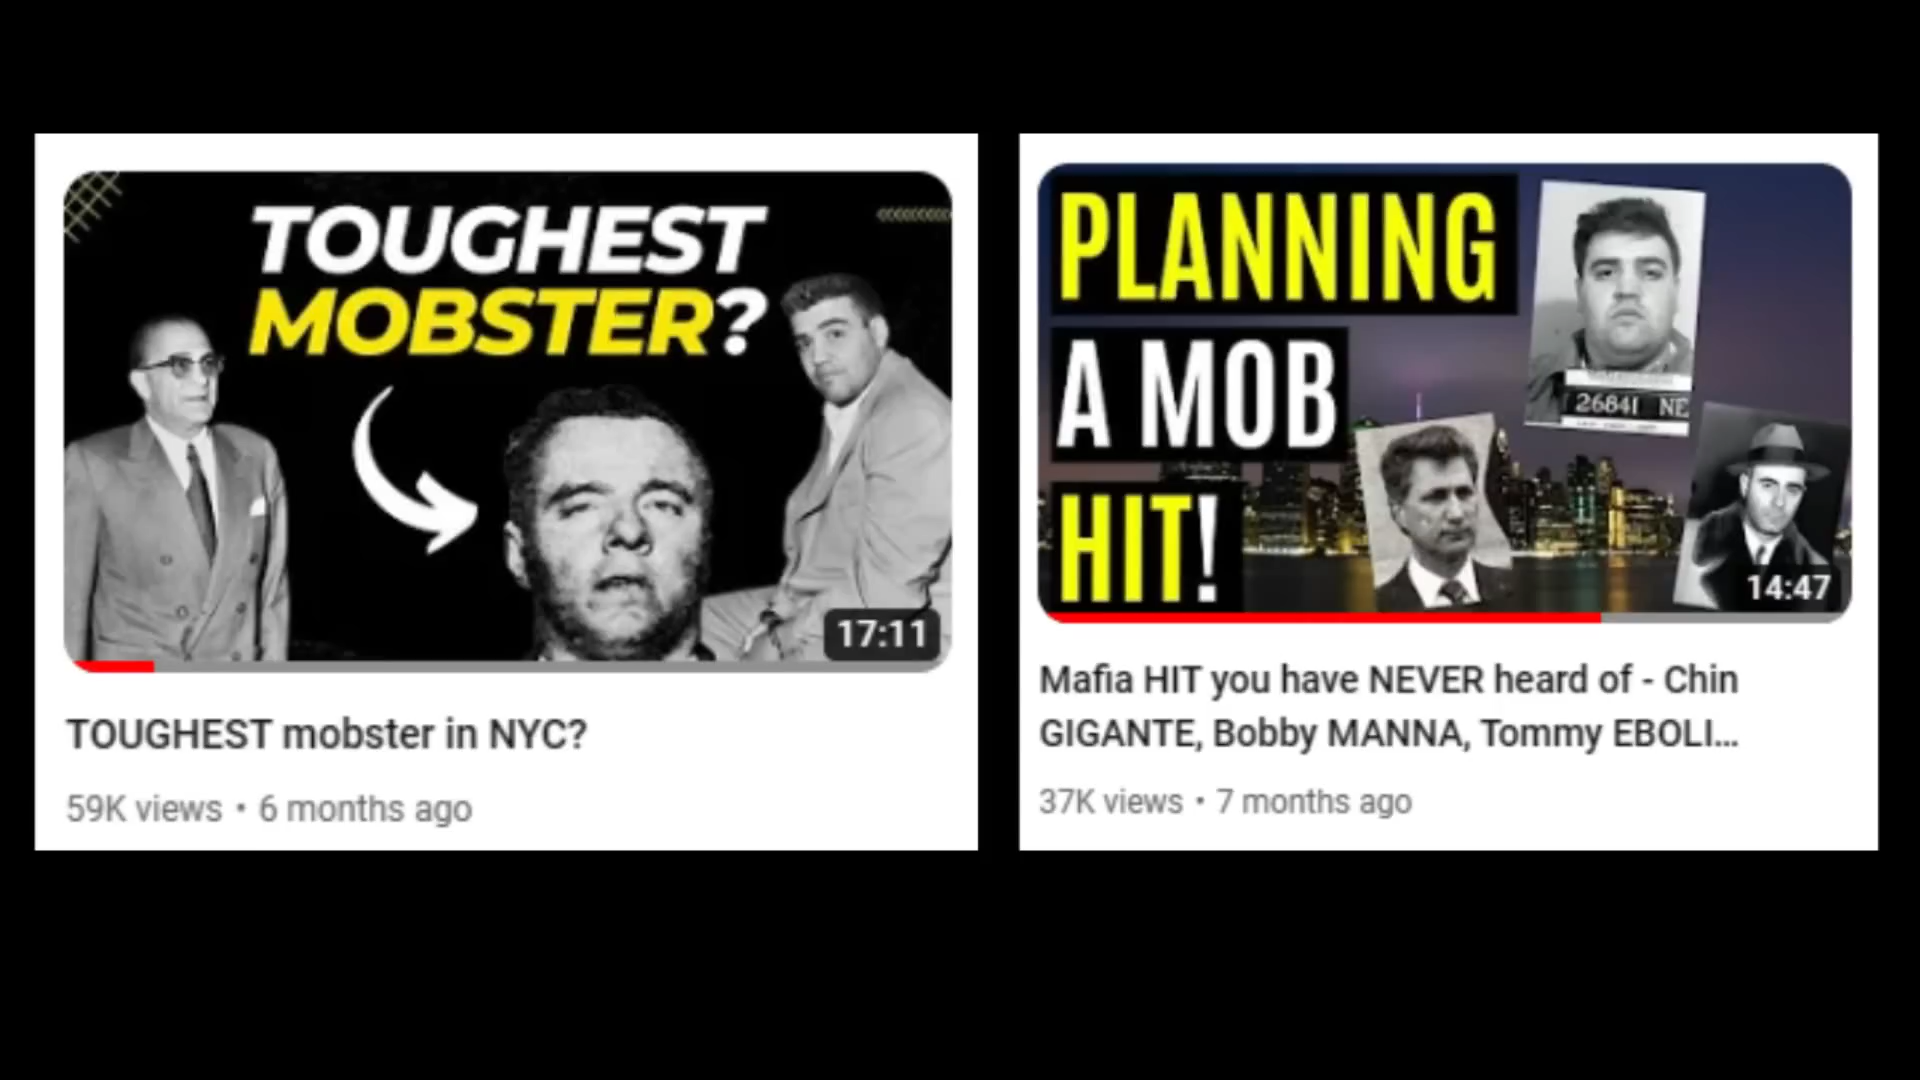 TOUGHEST
MOBSTER?
17:11
TOUGHEST mobster in NYC?
59K views • 6 months ago
PLANNING
A MOB
HIT!
26841 NE
14:47
Mafia HIT you have NEVER heard of - Chin
GIGANTE, Bobby MANNA, Tommy EBOLI...
37K views • 7 months ago